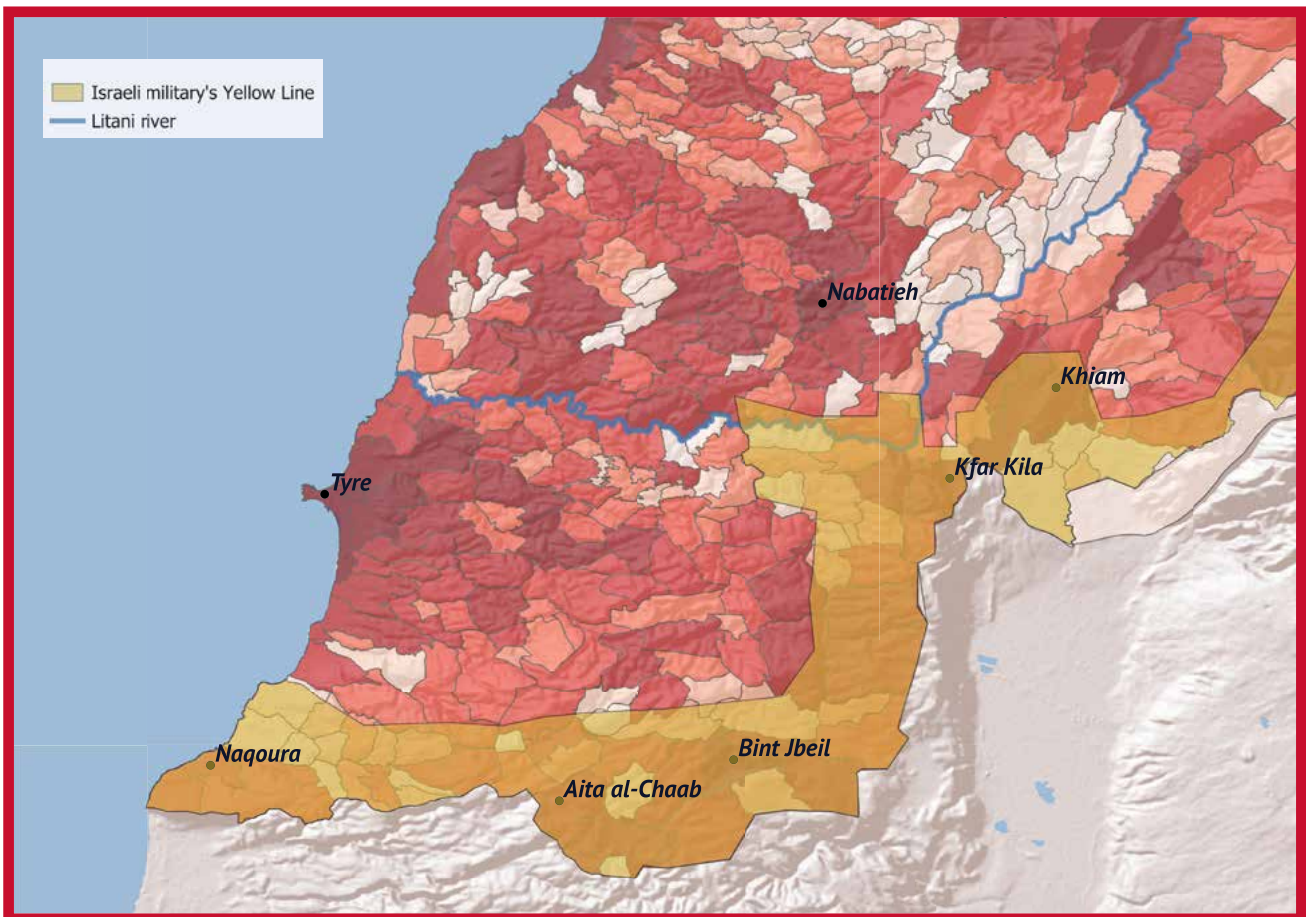 Israeli military's Yellow Line
Litani river
Nabatieh
Khiam
Kfar Kila
Tyre
Naqoura
Bint Jbeil
Aita al-Chaab